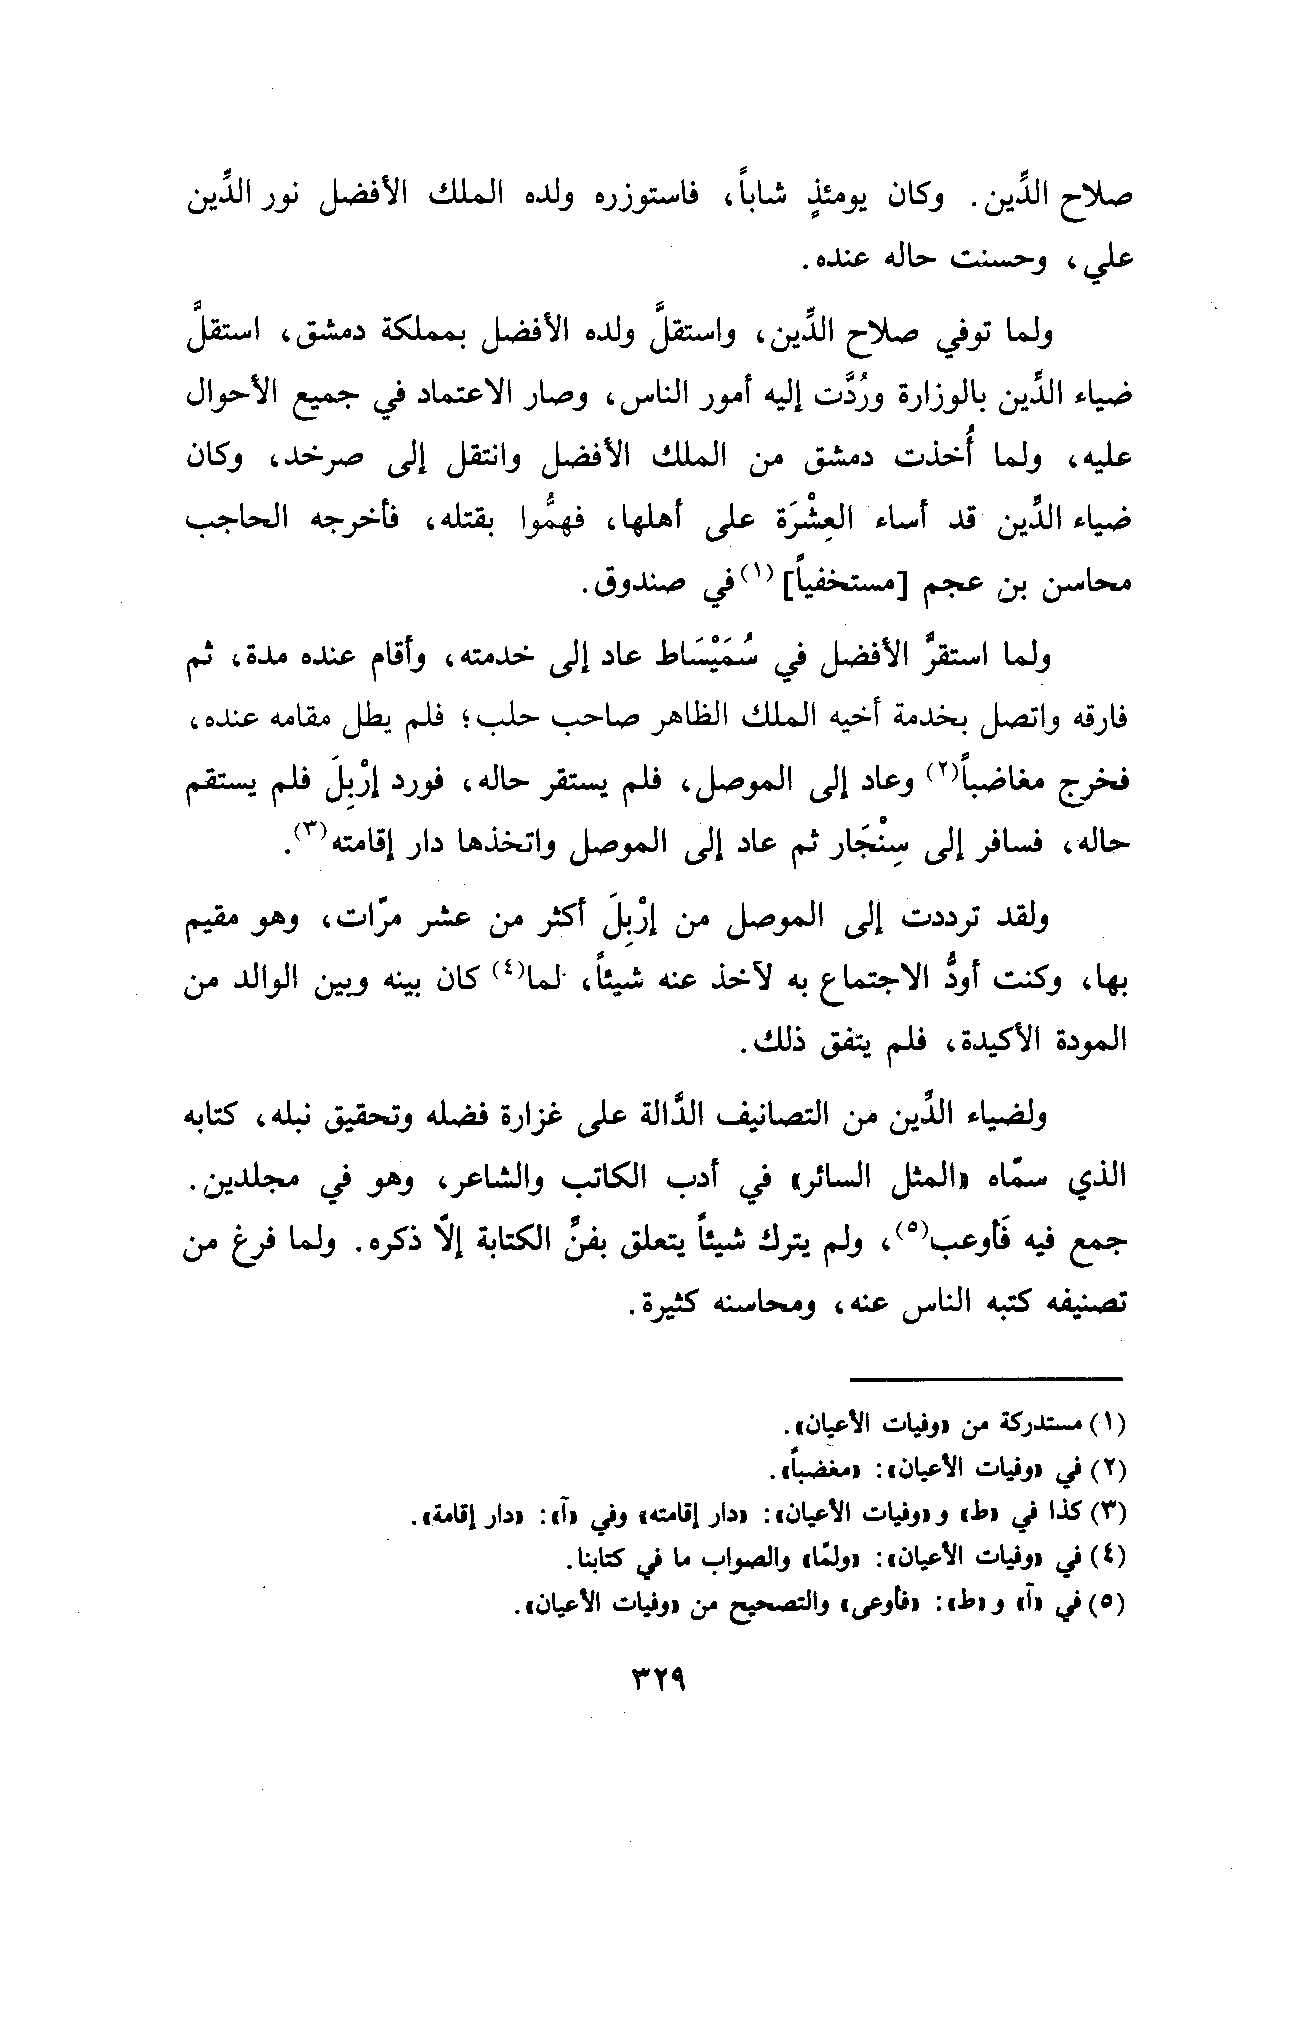 صلاح الدِّين. وكان يومئذٍ شاباً، فاستوزره ولده الملك الأفضل نور الدِّين
علي، وحسنت حاله عنده.
ولما توفي صلاح الدِّين، واستقلَّ ولده الأفضل بمملكة دمشق، استقلَّ
ضياء الدِّين بالوزارة ورُدَّت إليه أمور الناس، وصار الاعتماد في جميع الأحوال
عليه، ولما أُخذت دمشق من الملك الأفضل وانتقل إلى صرخد، وكان
ضياء الدِّين قد أساء العِشْرَة على أهلها، فهمُّوا بقتله، فأخرجه الحاجب
محاسن بن عجم [مستخفياً] (١) في صندوق.
ولما استقرَّ الأفضل في سُمَيْسَاط عاد إلى خدمته، وأقام عنده مدة، ثم
فارقه واتصل بخدمة أخيه الملك الظاهر صاحب حلب؛ فلم يطل مقامه عنده،
فخرج مغاضباً(٢) وعاد إلى الموصل، فلم يستقر حاله، فورد إرْبِلَ فلم يستقم
حاله، فسافر إلى سِنْجَار ثم عاد إلى الموصل واتخذها دار إقامته(٣).
ولقد ترددت إلى الموصل من إرْبِلَ أكثر من عشر مرّات، وهو مقيم
بها، وكنت أودُّ الاجتماع به لآخذ عنه شيئاً، لما(٤) كان بينه وبين الوالد من
المودة الأكيدة، فلم يتفق ذلك.
ولضياء الدِّين من التصانيف الدَّالة على غزارة فضله وتحقيق نبله، كتابه
الذي سمّاه «المثل السائر» في أدب الكاتب والشاعر، وهو في مجلدين.
جمع فيه فَأوعب(٥)، ولم يترك شيئاً يتعلق بفنِّ الكتابة إلّا ذكره. ولما فرغ من
تصنيفه كتبه الناس عنه، ومحاسنه كثيرة.
(١) مستدركة من «وفيات الأعيان».
(٢) في «وفيات الأعيان»: «مغضباً».
(٣) كذا في «ط» و «وفيات الأعيان»: «دار إقامته» وفي «آ»: «دار إقامة».
(٤) في «وفيات الأعيان»: «ولمّا» والصواب ما في كتابنا.
(٥) في «آ» و «ط»: «فأوعى» والتصحيح من «وفيات الأعيان».
٣٢٩